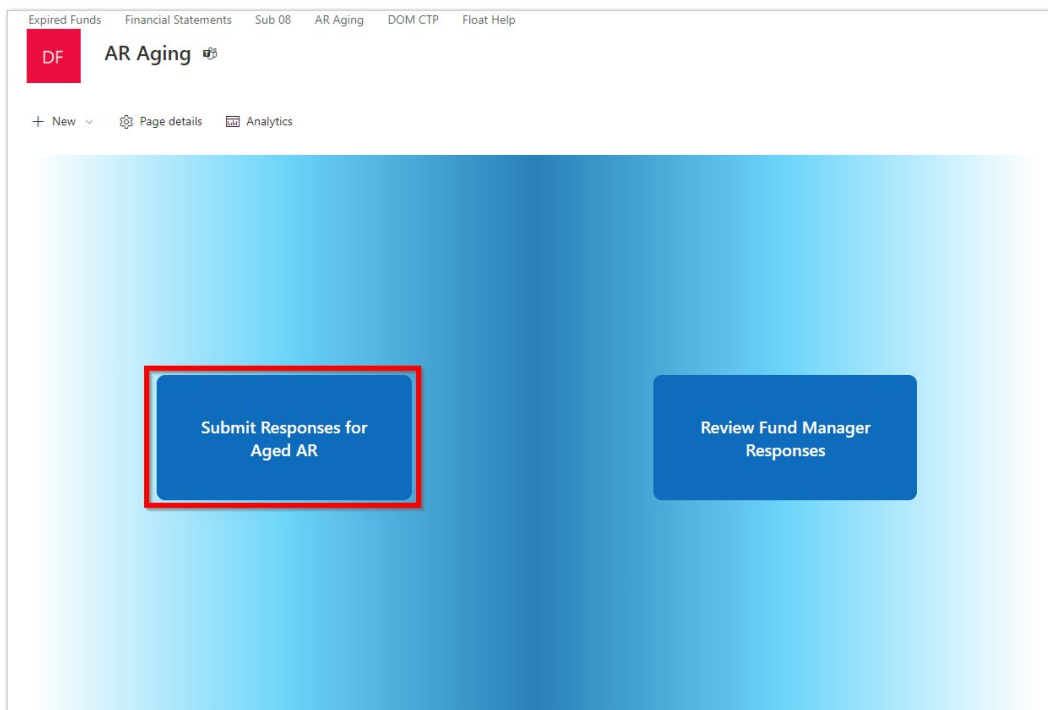 Expired Funds Financial Statements Sub 08 AR Aging DOM CTP Float Help
DF AR Aging
New Page details Analytics
Submit Responses for
Aged AR
Review Fund Manager
Responses